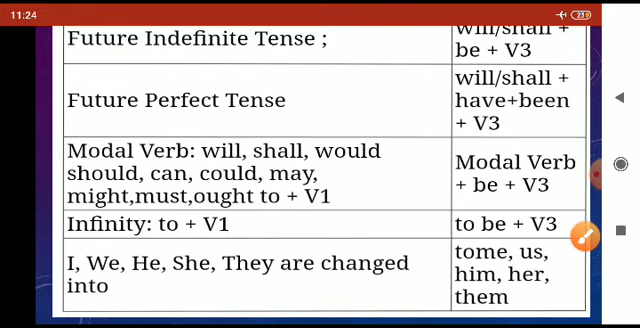 11:24
23
Future Indefinite Tense ;
will/shall +
be + V3
Future Perfect Tense
will/shall +
have+been
+ V3
Modal Verb: will, shall, would
should, can, could, may,
might,must,ought to + V1
Modal Verb
+ be + V3
Infinity: to + V1
to be + V3
I, We, He, She, They are changed
into
tome, us,
him, her,
them